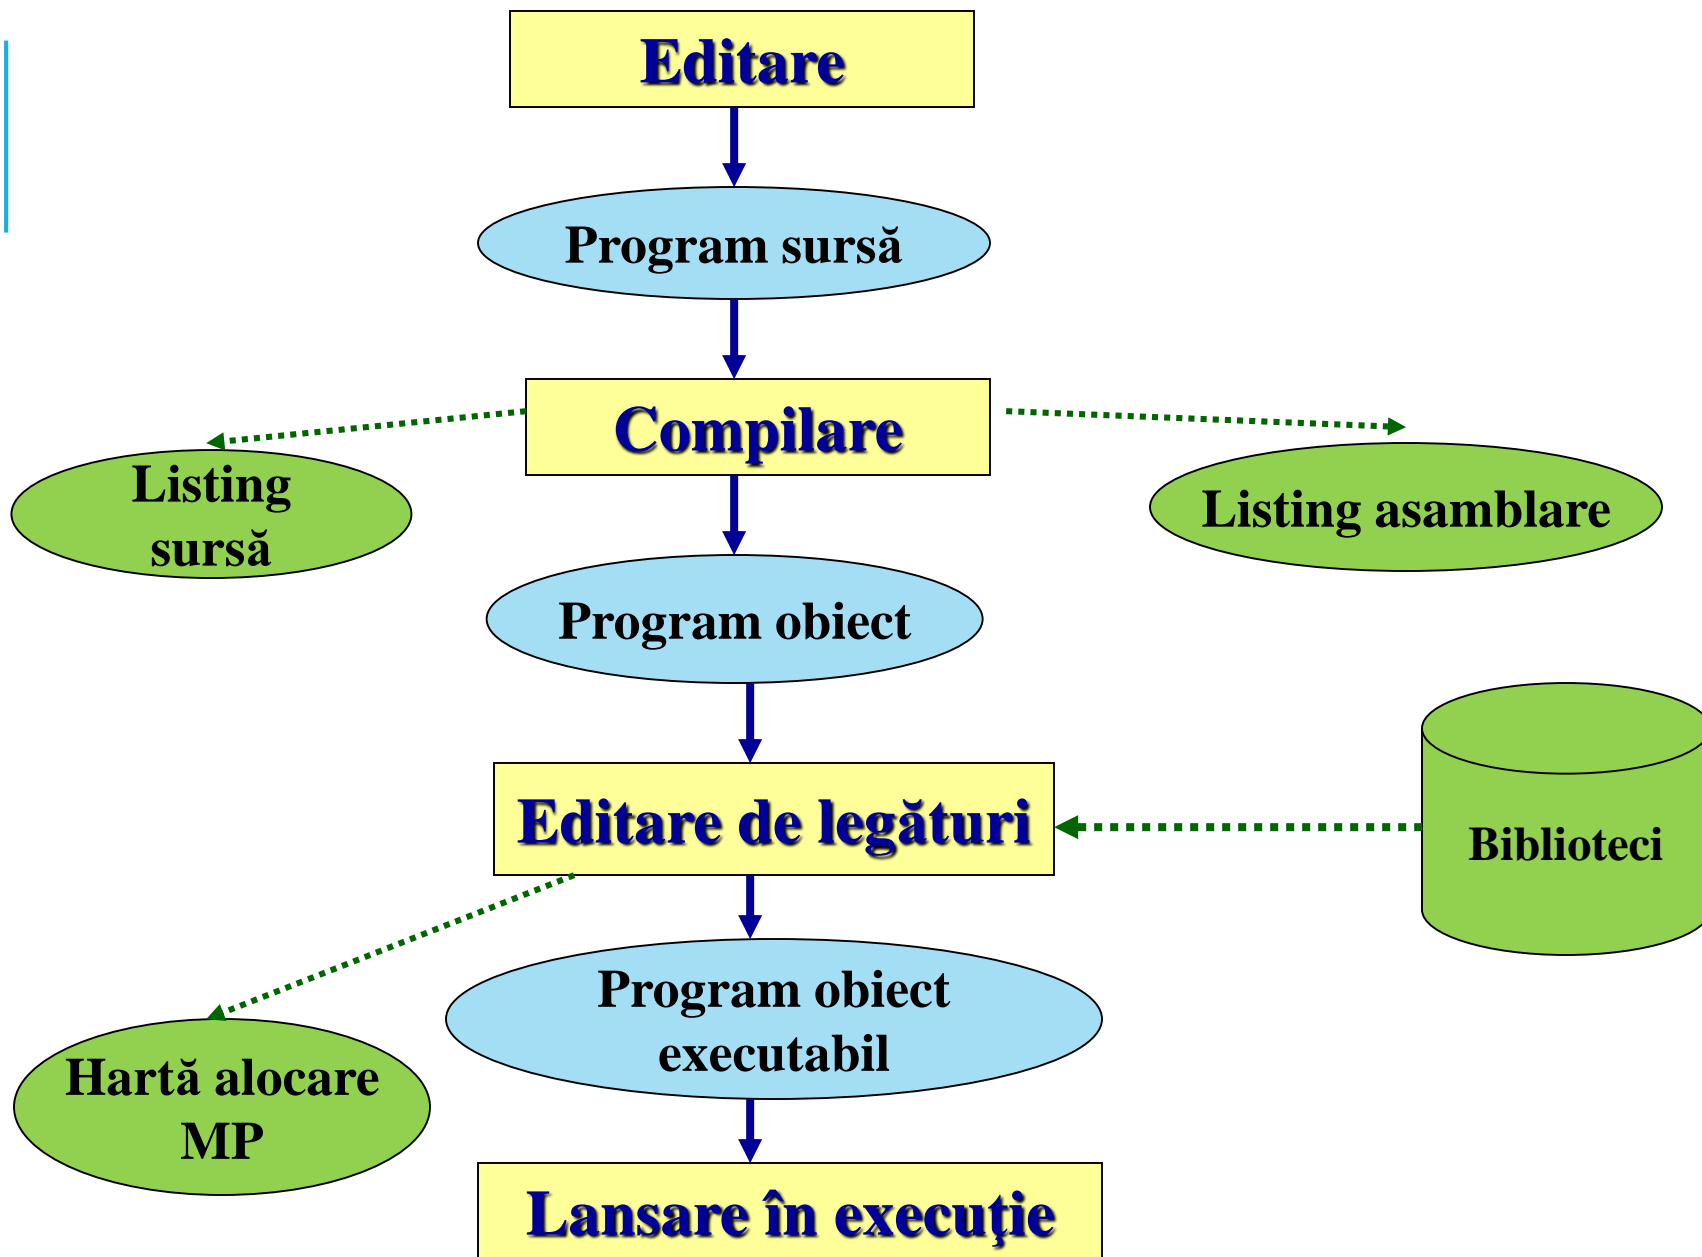 Editare
Program sursă
Compilare
Listing
sursă
Listing asamblare
Program obiect
Editare de legături
Biblioteci
Program obiect
executabil
Hartă alocare
MP
Lansare în execuţie